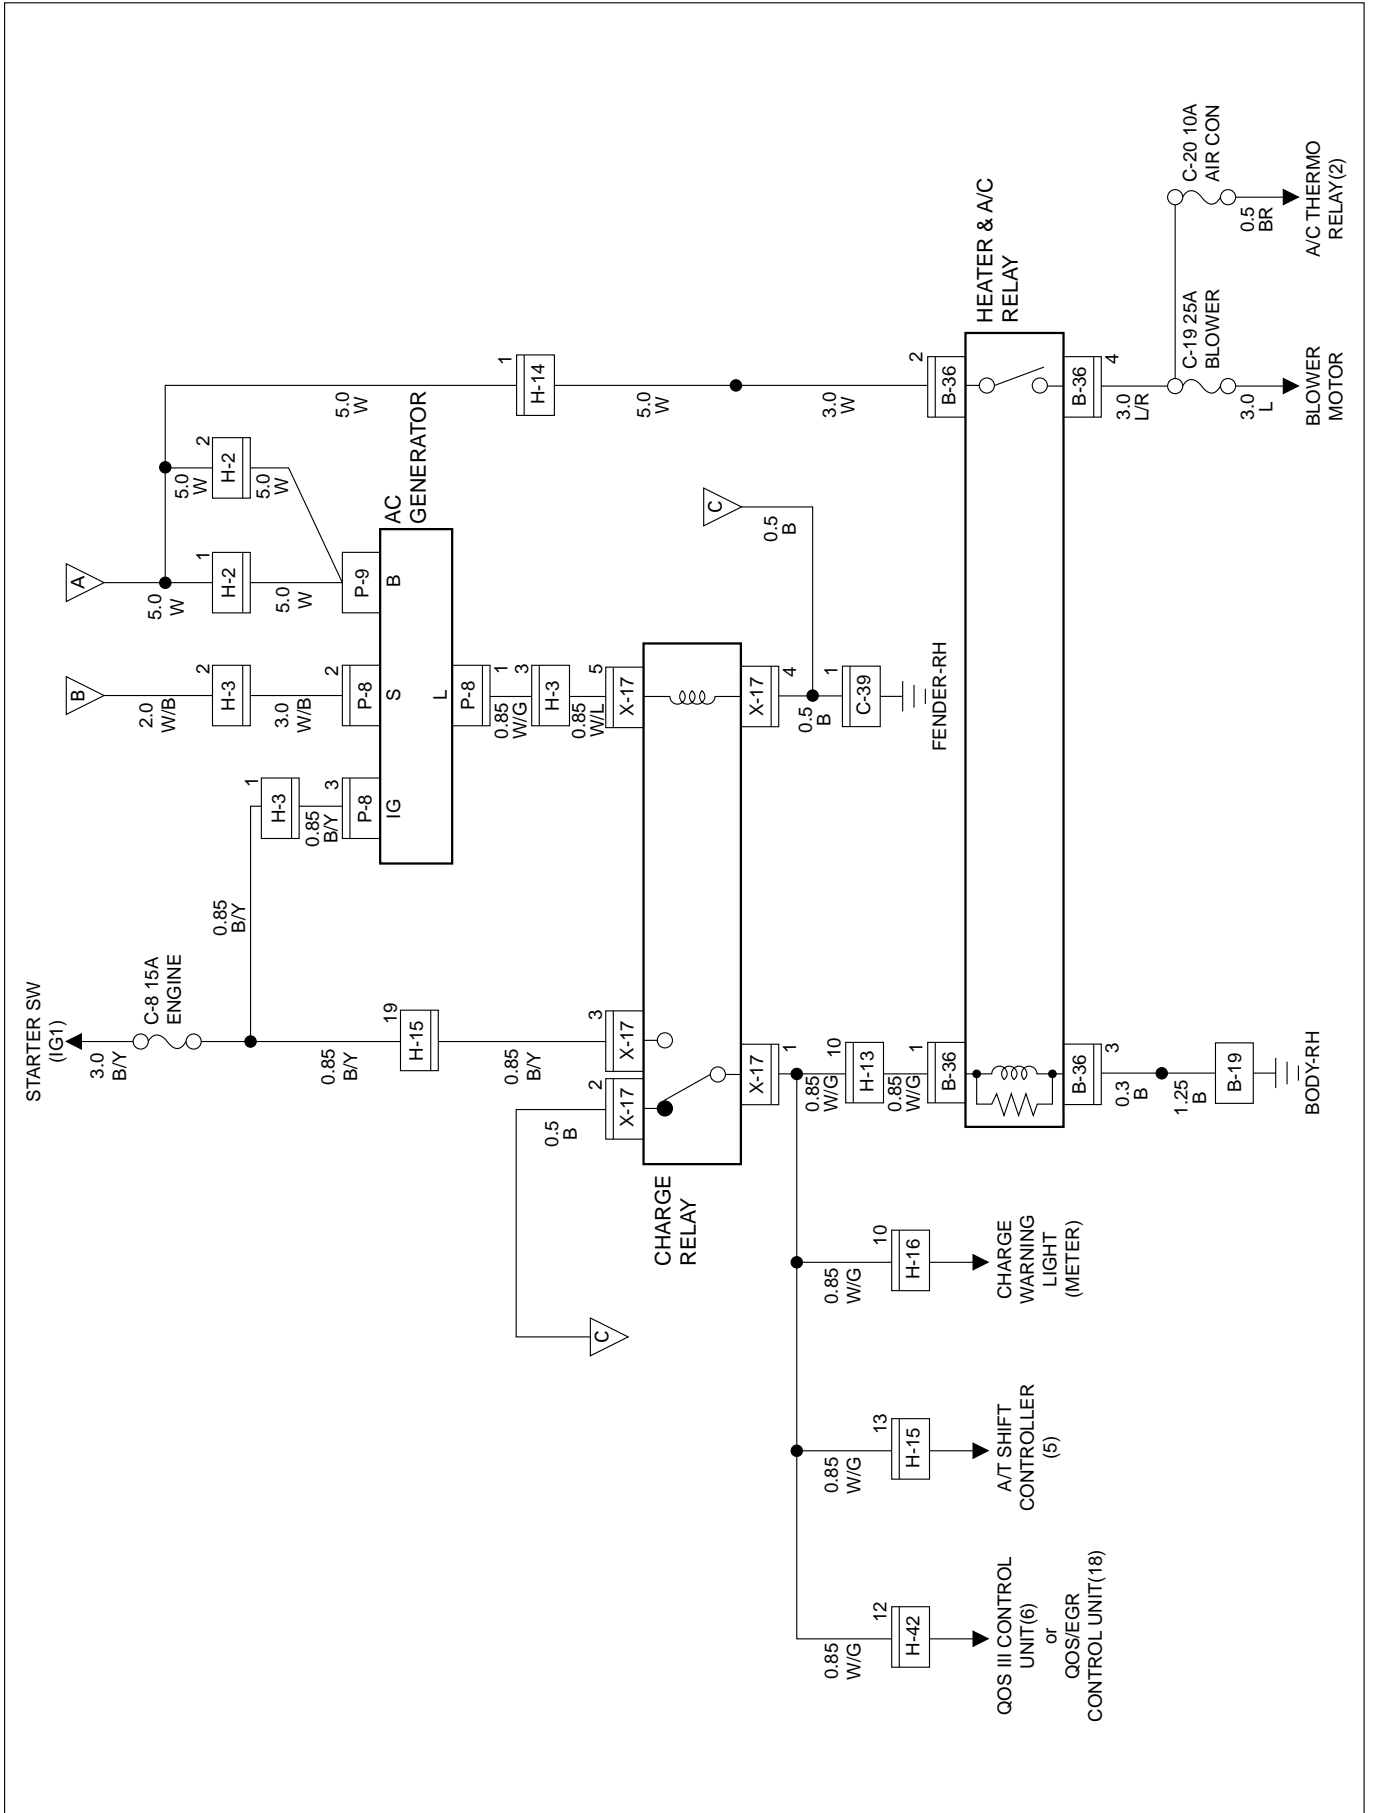 STARTER SW
(IG1)
3.0
B/Y
C-8 15A
ENGINE
0.85
B/Y
0.85
B/Y
19
H-15
0.85
B/Y
1
H-3
0.85
B/Y
3
P-8
IG
B
2.0
W/B
2
H-3
3.0
W/B
2
P-8
S
A
5.0
W
1
H-2
5.0
W
P-9
B
5.0
W
2
H-2
5.0
W
AC
GENERATOR
L
P-8
1
0.85
W/G
3
H-3
0.85
W/L
5
X-17
5.0
W
1
H-14
5.0
W
3.0
W
2
B-36
C
0.5
B
0.5
B
2
X-17
3
X-17
CHARGE
RELAY
X-17
1
X-17
4
0.5
B
1
C-39
FENDER-RH
C
0.5
B
0.85
W/G
10
H-13
0.85
W/G
1
B-36
HEATER & A/C
RELAY
B-36
3
0.3
B
1.25
B
B-19
BODY-RH
B-36
4
3.0
L/R
C-19 25A
BLOWER
3.0
L
BLOWER
MOTOR
C-20 10A
AIR CON
0.5
BR
A/C THERMO
RELAY(2)
0.85
W/G
12
H-42
QOS III CONTROL
UNIT(6)
or
QOS/EGR
CONTROL UNIT(18)
0.85
W/G
13
H-15
A/T SHIFT
CONTROLLER
(5)
0.85
W/G
10
H-16
CHARGE
WARNING
LIGHT
(METER)